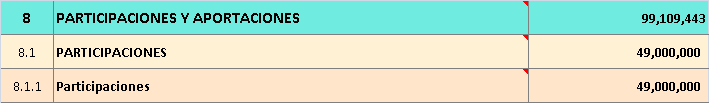 8 PARTICIPACIONES Y APORTACIONES 99,109,443
8.1 PARTICIPACIONES 49,000,000
8.1.1 Participaciones 49,000,000